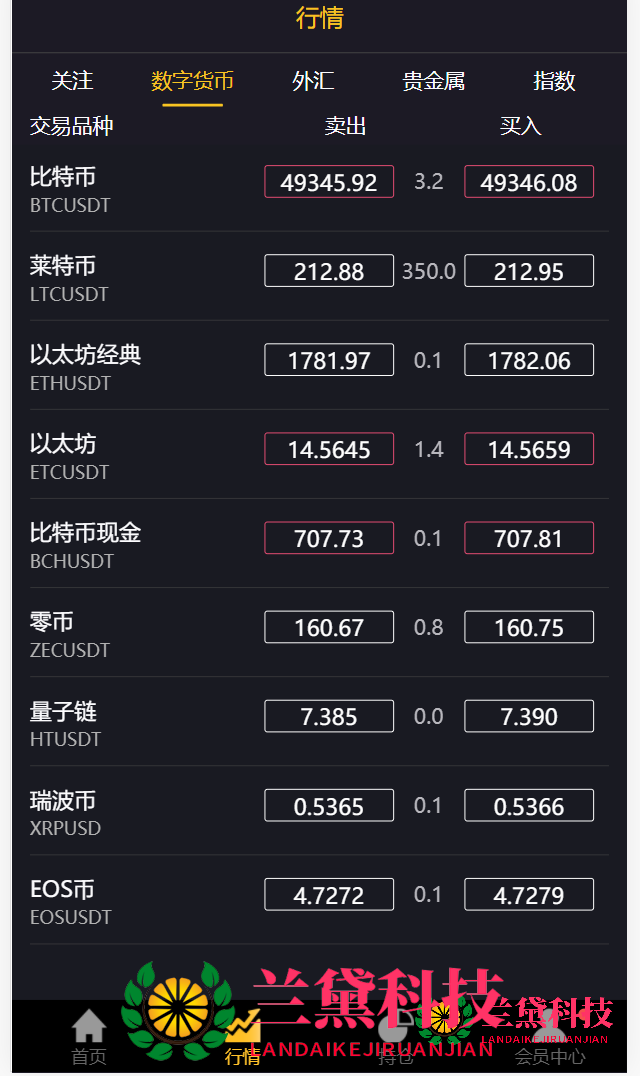 行情
关注 数字货币 外汇 贵金属 指数
交易品种 卖出 买入
比特币 49345.92 3.2 49346.08
BTCUSDT
莱特币 212.88 350.0 212.95
LTCUSDT
以太坊经典 1781.97 0.1 1782.06
ETHUSDT
以太坊 14.5645 1.4 14.5659
ETCUSDT
比特币现金 707.73 0.1 707.81
BCHUSDT
零币 160.67 0.8 160.75
ZECUSDT
量子链 7.385 0.0 7.390
HTUSDT
瑞波币 0.5365 0.1 0.5366
XRPUSD
EOS币 4.7272 0.1 4.7279
EOSUSDT
兰黛科技
LANDAIKEJIRUANJIAN
兰黛科技
LANDAIKEJIRUANJIAN
首页 行情 持仓 会员中心